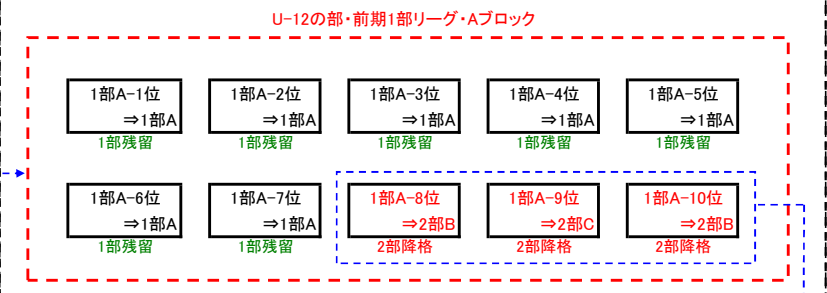 U-12の部・前期1部リーグ・Aブロック
1部A-1位
⇒1部A
1部残留
1部A-2位
⇒1部A
1部残留
1部A-3位
⇒1部A
1部残留
1部A-4位
⇒1部A
1部残留
1部A-5位
⇒1部A
1部残留
1部A-6位
⇒1部A
1部残留
1部A-7位
⇒1部A
1部残留
1部A-8位
⇒2部B
2部降格
1部A-9位
⇒2部C
2部降格
1部A-10位
⇒2部B
2部降格